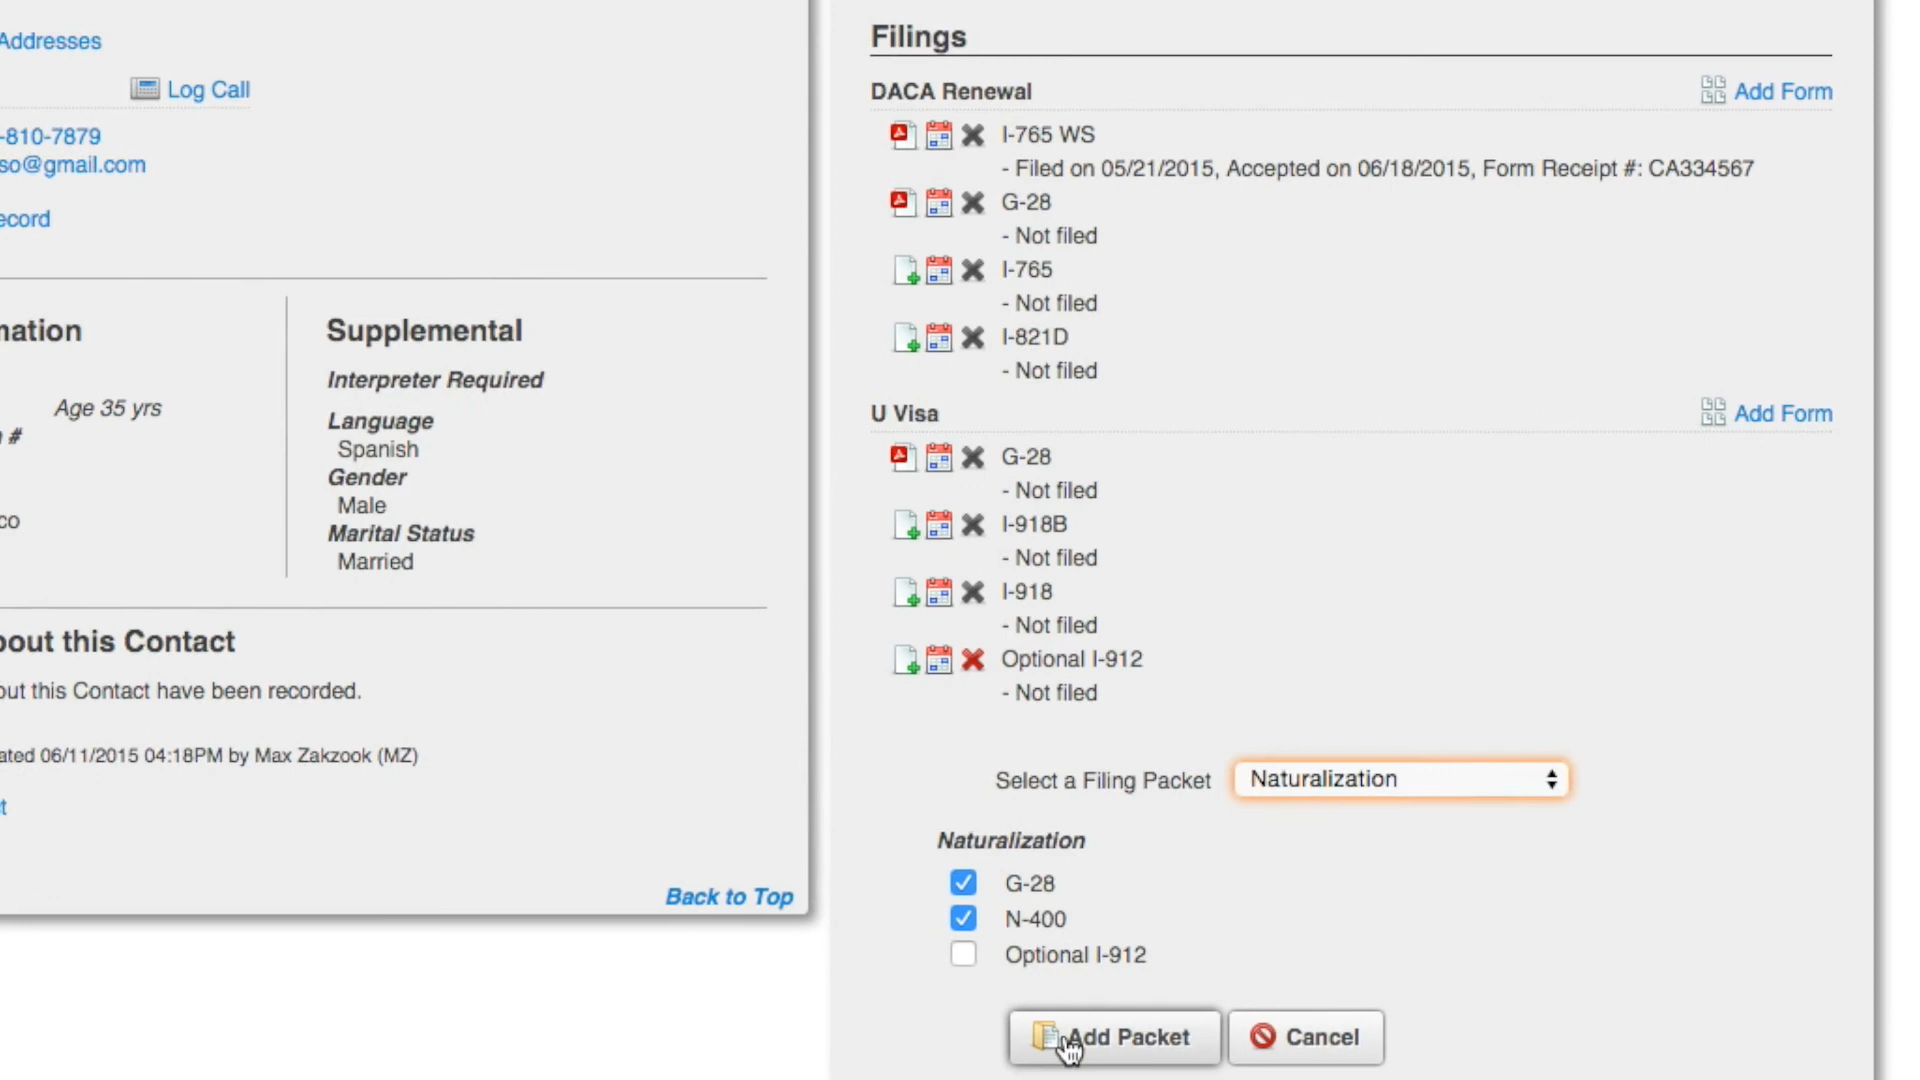 Addresses
Log Call
-810-7879
so@gmail.com
ecord
mation
Age 35 yrs
#
co
Supplemental
Interpreter Required
Language
Spanish
Gender
Male
Marital Status
Married
bout this Contact
out this Contact have been recorded.
ated 06/11/2015 04:18PM by Max Zakzook (MZ)
t
Back to Top
Filings
DACA Renewal
Add Form
I-765 WS
- Filed on 05/21/2015, Accepted on 06/18/2015, Form Receipt #: CA334567
G-28
- Not filed
I-765
- Not filed
I-821D
- Not filed
U Visa
Add Form
G-28
- Not filed
I-918B
- Not filed
I-918
- Not filed
Optional I-912
- Not filed
Select a Filing Packet Naturalization
Naturalization
G-28
N-400
Optional I-912
Add Packet Cancel